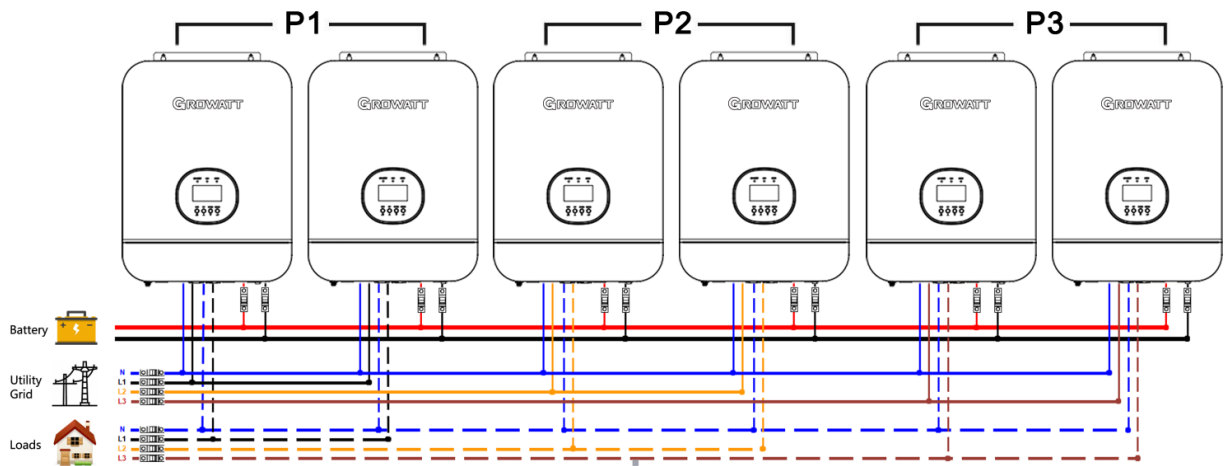 P1 P2 P3
GROWATT GROWATT GROWATT GROWATT GROWATT GROWATT
Battery
Utility
Grid
N
L1
L2
L3
Loads
N
L1
L2
L3